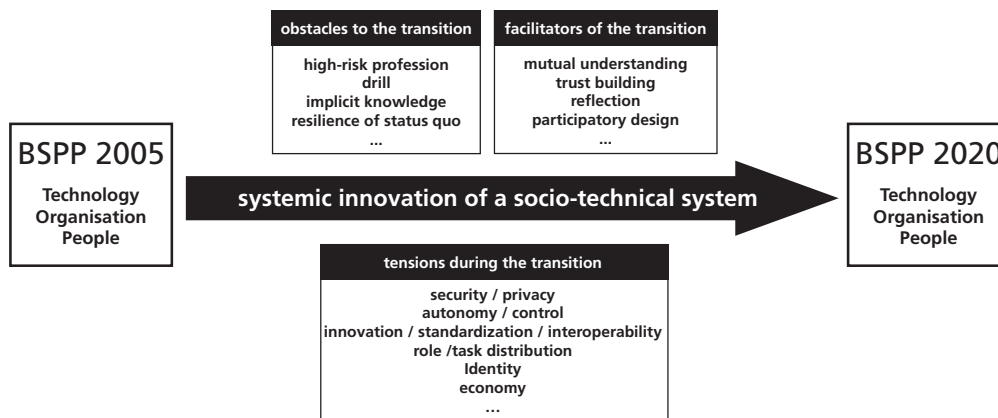 obstacles to the transition
high-risk profession
drill
implicit knowledge
resilience of status quo
...
facilitators of the transition
mutual understanding
trust building
reflection
participatory design
...
BSPP 2005
Technology
Organisation
People
systemic innovation of a socio-technical system
BSPP 2020
Technology
Organisation
People
tensions during the transition
security / privacy
autonomy / control
innovation / standardization / interoperability
role /task distribution
Identity
economy
...